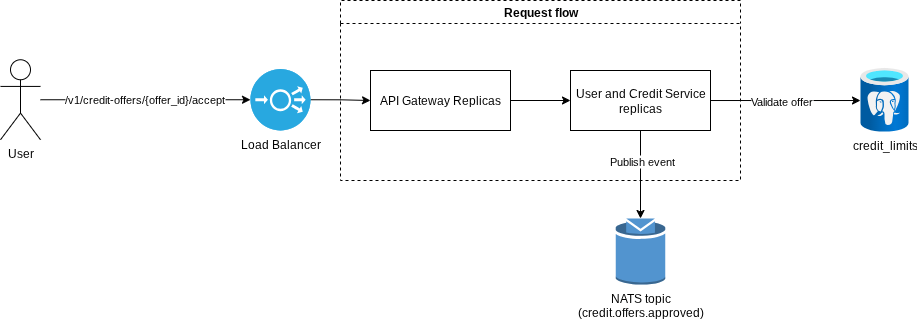 Request flow
/v1/credit-offers/{offer_id}/accept
User
Load Balancer
API Gateway Replicas
User and Credit Service
replicas
Validate offer
credit_limits
Publish event
NATS topic
(credit.offers.approved)